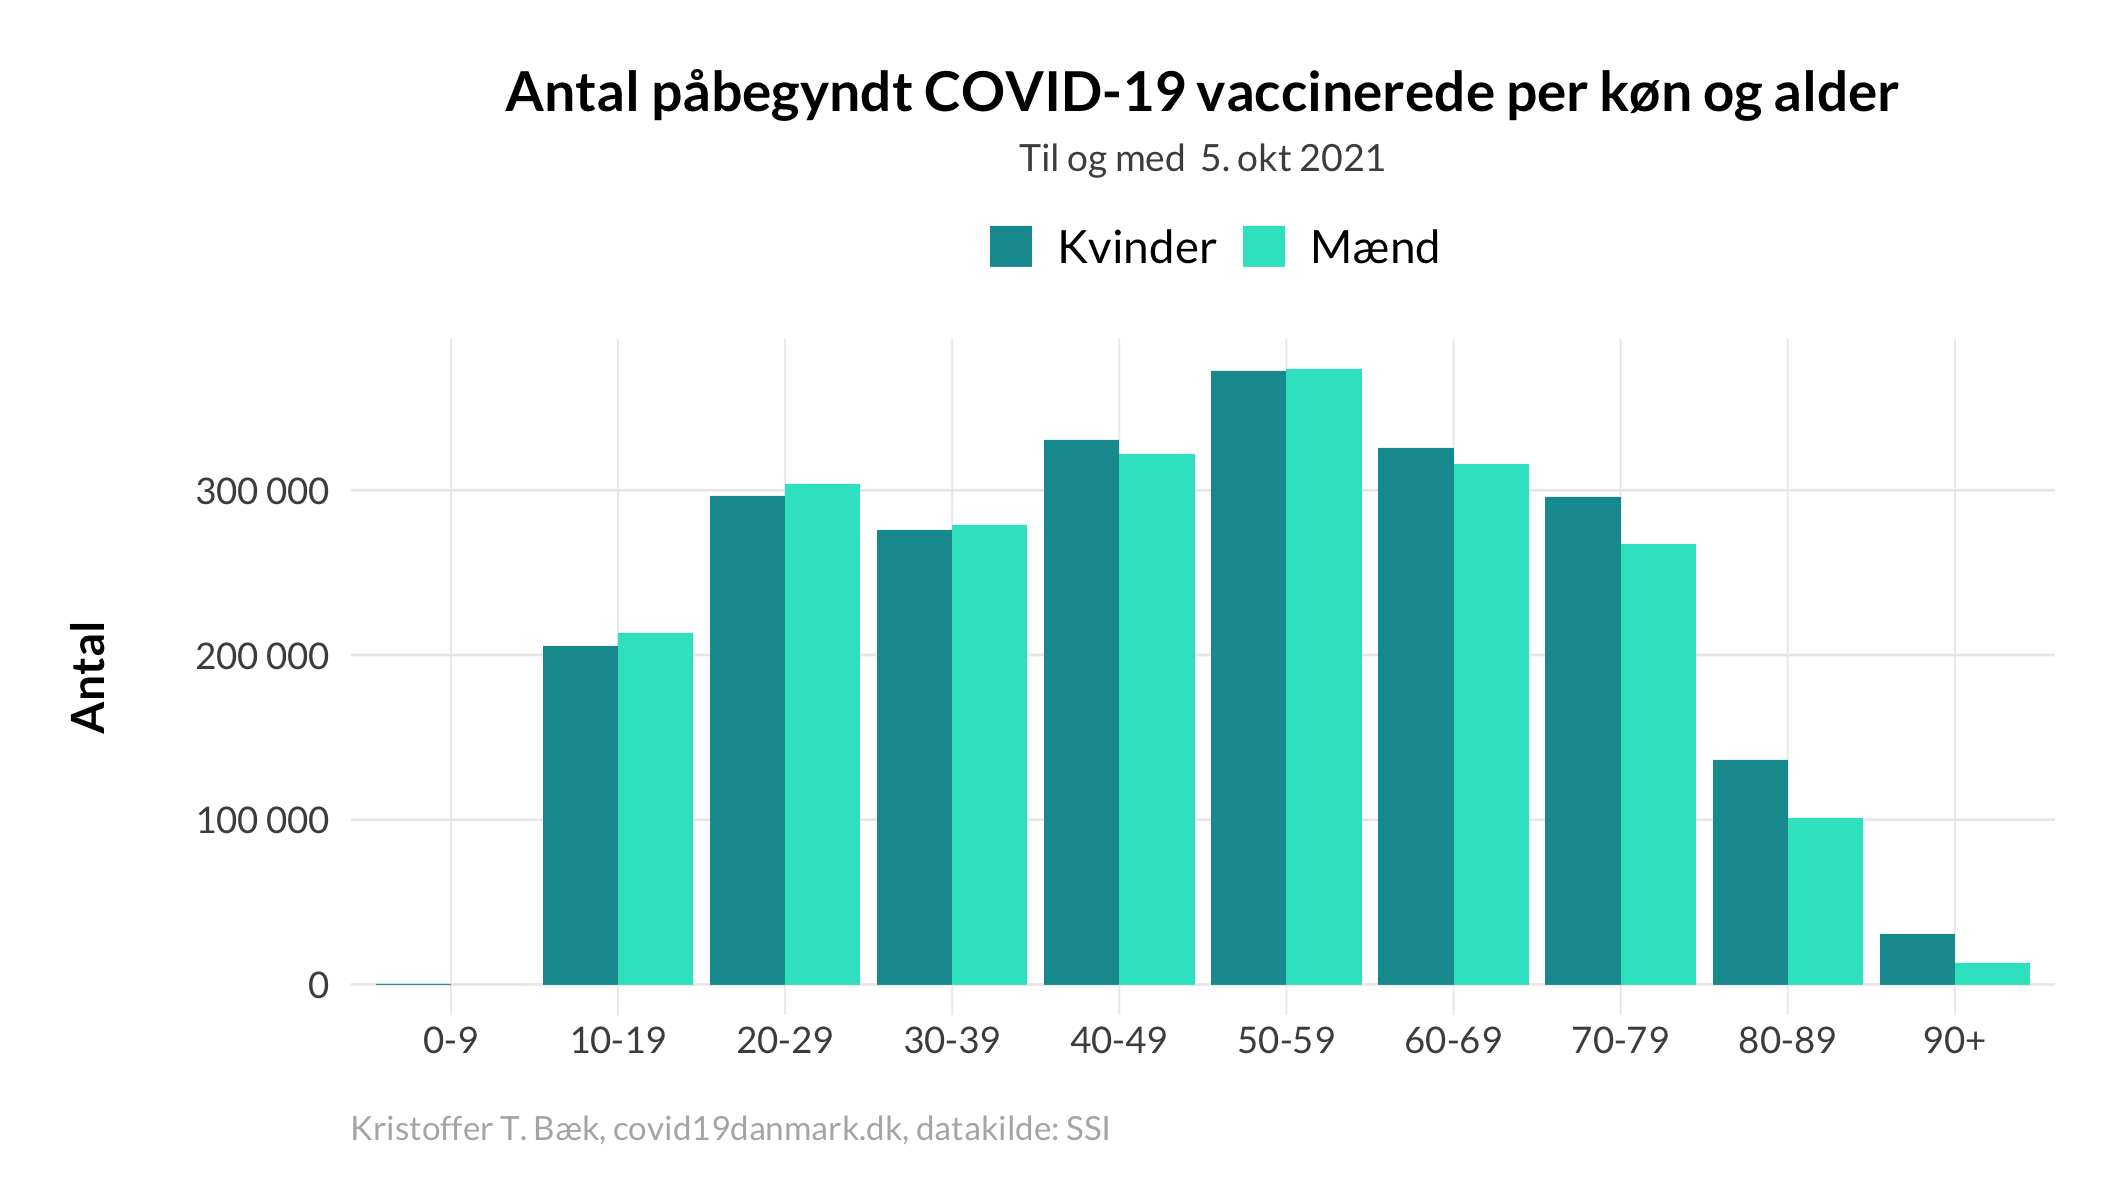 Antal påbegyndt COVID-19 vaccinerede per køn og alder
Til og med 5. okt 2021
Kvinder Mænd
Antal
300 000
200 000
100 000
0
0-9 10-19 20-29 30-39 40-49 50-59 60-69 70-79 80-89 90+
Kristoffer T. Bæk, covid19danmark.dk, datakilde: SSI